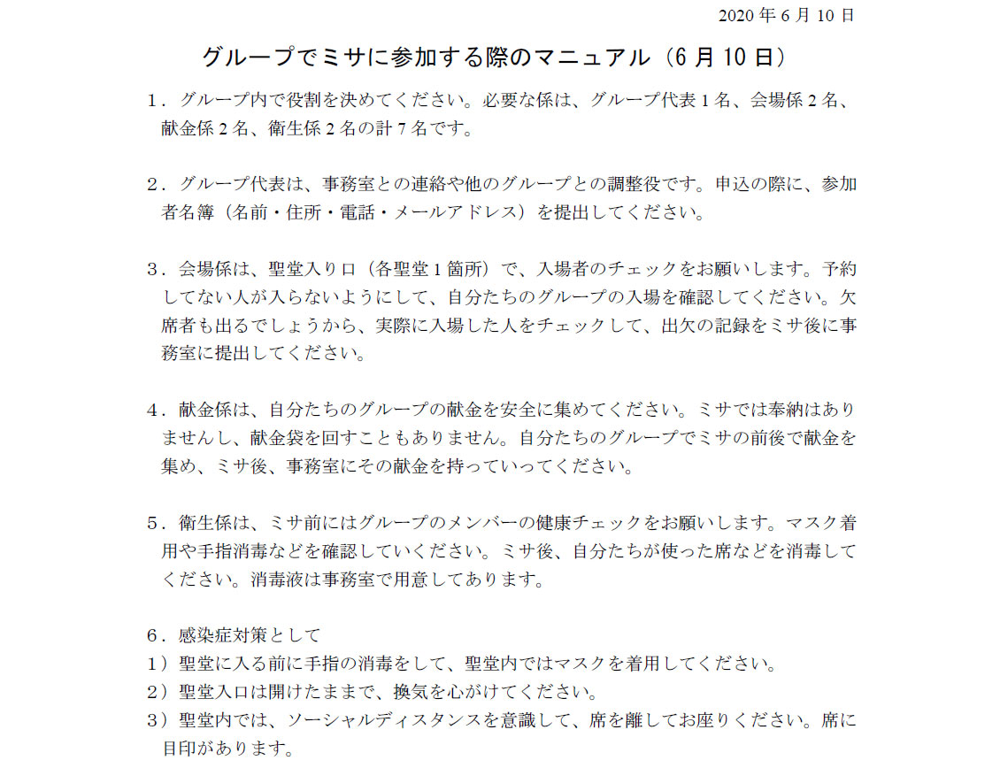 2020年6月10日
グループでミサに参加する際のマニュアル（6月10日）
１．グループ内で役割を決めてください。必要な係は、グループ代表1名、会場係2名、
献金係2名、衛生係2名の計7名です。
２．グループ代表は、事務室との連絡や他のグループとの調整役です。申込の際に、参加
者名簿（名前・住所・電話・メールアドレス）を提出してください。
３．会場係は、聖堂入り口（各聖堂1箇所）で、入場者のチェックをお願いします。予約
してない人が入らないようにして、自分たちのグループの入場を確認してください。欠
席者も出るでしょうから、実際に入場した人をチェックして、出欠の記録をミサ後に事
務室に提出してください。
４．献金係は、自分たちのグループの献金を安全に集めてください。ミサでは奉納はあり
ませんし、献金袋を回すこともありません。自分たちのグループでミサの前後で献金を
集め、ミサ後、事務室にその献金を持っていってください。
５．衛生係は、ミサ前にはグループのメンバーの健康チェックをお願いします。マスク着
用や手指消毒などを確認していください。ミサ後、自分たちが使った席などを消毒して
ください。消毒液は事務室で用意してあります。
６．感染症対策として
１）聖堂に入る前に手指の消毒をして、聖堂内ではマスクを着用してください。
２）聖堂入口は開けたままで、換気を心がけてください。
３）聖堂内では、ソーシャルディスタンスを意識して、席を離してお座りください。席に
目印があります。